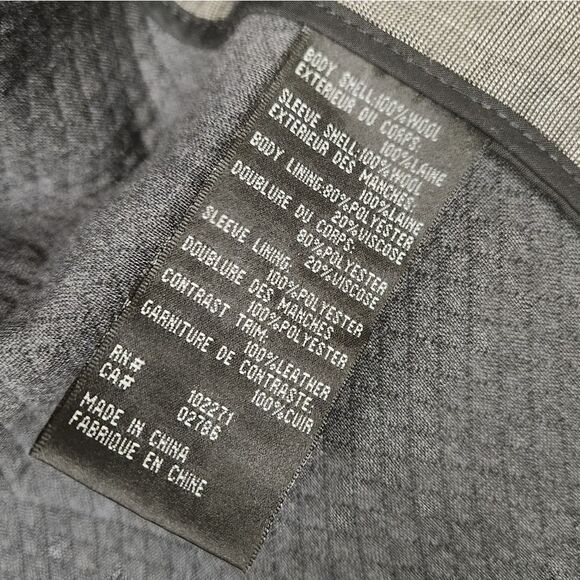 BODY SHELL:100% WOOL
EXTERIEUR DU CORPS.
100%LAINE
SLEEVE SHELL:100%WOOL
EXTERIEUR DES MANCHES.
100%LAINE
BODY LINING:80%POLYESTER
20%VISCOSE
DOUBLURE DU CORPS.
80%POLYESTER
20%VISCOSE
SLEEVE LINING.
100%POLYESTER
DOUBLURE DES MANCHES
100%POLYESTER
CONTRAST TRIM.
100%LEATHER
GARNITURE DE CONTRASTE.
100%CUIR
RN# 102271
CA# 02786
MADE IN CHINA
FABRIQUE EN CHINE